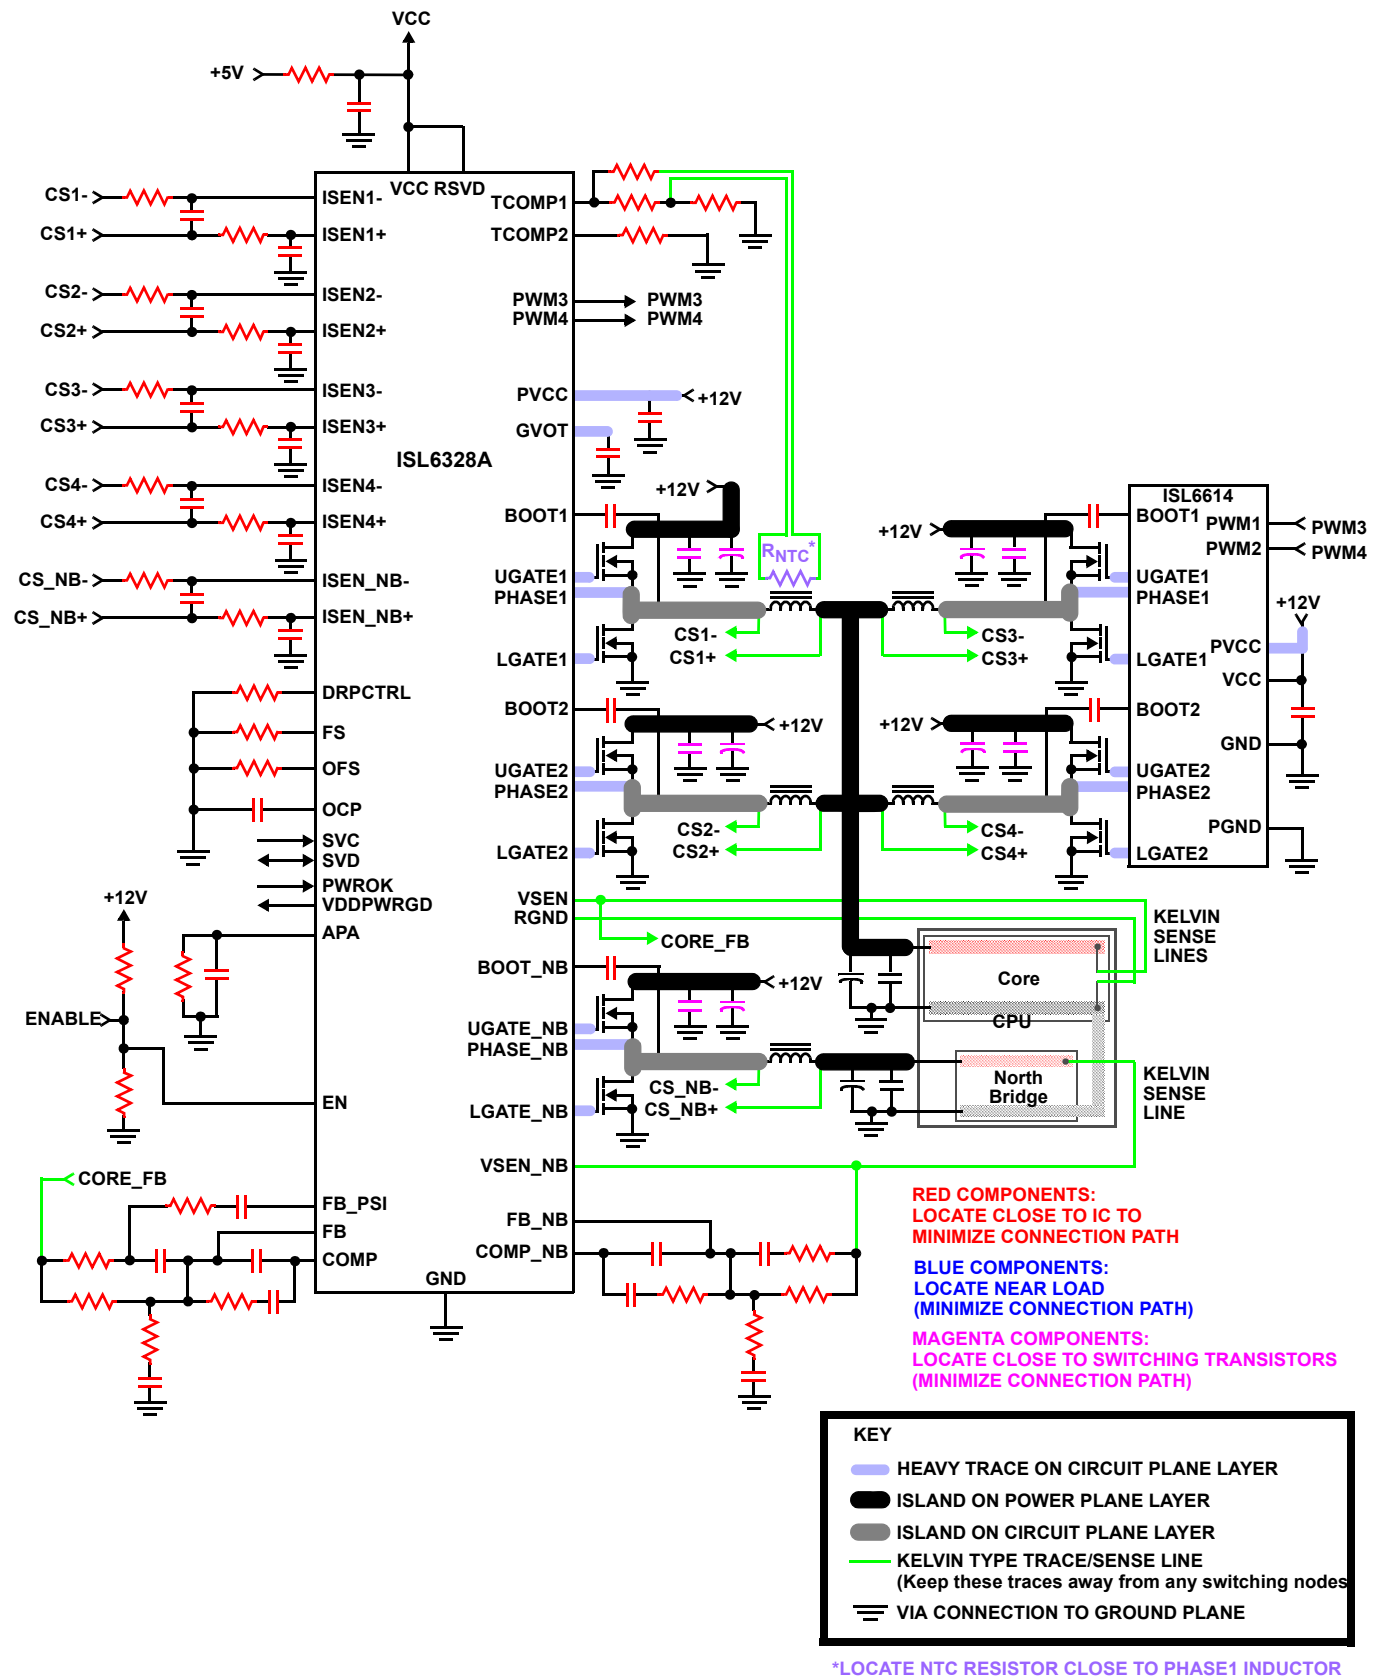 VCC
+5V
VCC RSVD
CS1-
CS1+
CS2-
CS2+
CS3-
CS3+
CS4-
CS4+
CS_NB-
CS_NB+
ISEN1-
ISEN1+
ISEN2-
ISEN2+
ISEN3-
ISEN3+
ISEN4-
ISEN4+
ISEN_NB-
ISEN_NB+
DRPCTRL
FS
OFS
OCP
SVC
SVD
PWROK
VDDPWRGD
APA
+12V
ENABLE
EN
CORE_FB
FB_PSI
FB
COMP
GND
ISL6328A
TCOMP1
TCOMP2
PWM3
PWM4
PWM3
PWM4
PVCC
+12V
GVOT
BOOT1
+12V
UGATE1
PHASE1
LGATE1
RNTC*
CS1-
CS1+
CS3-
CS3+
BOOT2
+12V
UGATE2
PHASE2
LGATE2
CS2-
CS2+
CS4-
CS4+
+12V
+12V
ISL6614
BOOT1
PWM1
PWM3
PWM2
PWM4
UGATE1
PHASE1
+12V
PVCC
LGATE1
VCC
BOOT2
GND
UGATE2
PHASE2
PGND
LGATE2
VSEN
RGND
CORE_FB
BOOT_NB
+12V
UGATE_NB
PHASE_NB
LGATE_NB
CS_NB-
CS_NB+
KELVIN
SENSE
LINES
Core
CPU
North
Bridge
KELVIN
SENSE
LINE
VSEN_NB
FB_NB
COMP_NB
RED COMPONENTS:
LOCATE CLOSE TO IC TO
MINIMIZE CONNECTION PATH
BLUE COMPONENTS:
LOCATE NEAR LOAD
(MINIMIZE CONNECTION PATH)
MAGENTA COMPONENTS:
LOCATE CLOSE TO SWITCHING TRANSISTORS
(MINIMIZE CONNECTION PATH)
KEY
HEAVY TRACE ON CIRCUIT PLANE LAYER
ISLAND ON POWER PLANE LAYER
ISLAND ON CIRCUIT PLANE LAYER
KELVIN TYPE TRACE/SENSE LINE
(Keep these traces away from any switching nodes
VIA CONNECTION TO GROUND PLANE
*LOCATE NTC RESISTOR CLOSE TO PHASE1 INDUCTOR